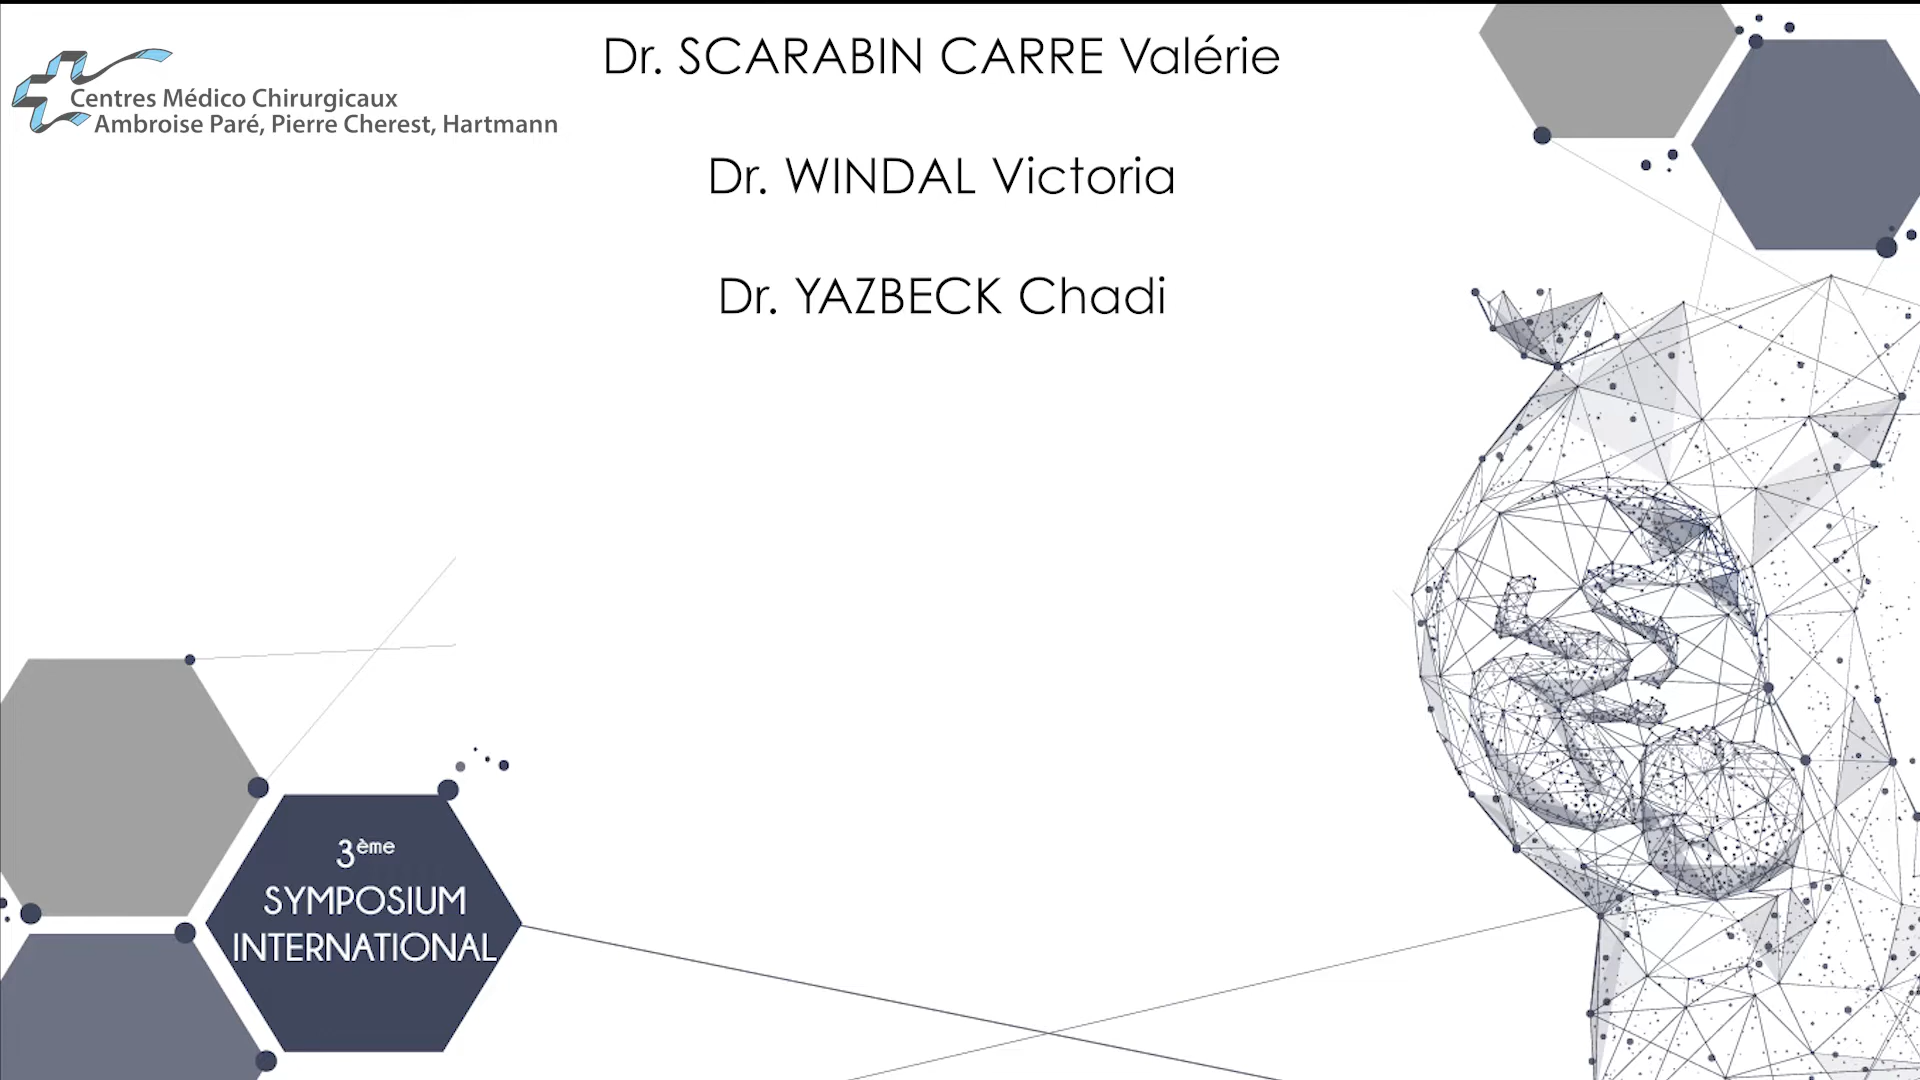 Centres Médico Chirurgicaux
Ambroise Paré, Pierre Cherest, Hartmann
Dr. SCARABIN CARRE Valérie
Dr. WINDAL Victoria
Dr. YAZBECK Chadi
3ème
SYMPOSIUM
INTERNATIONAL